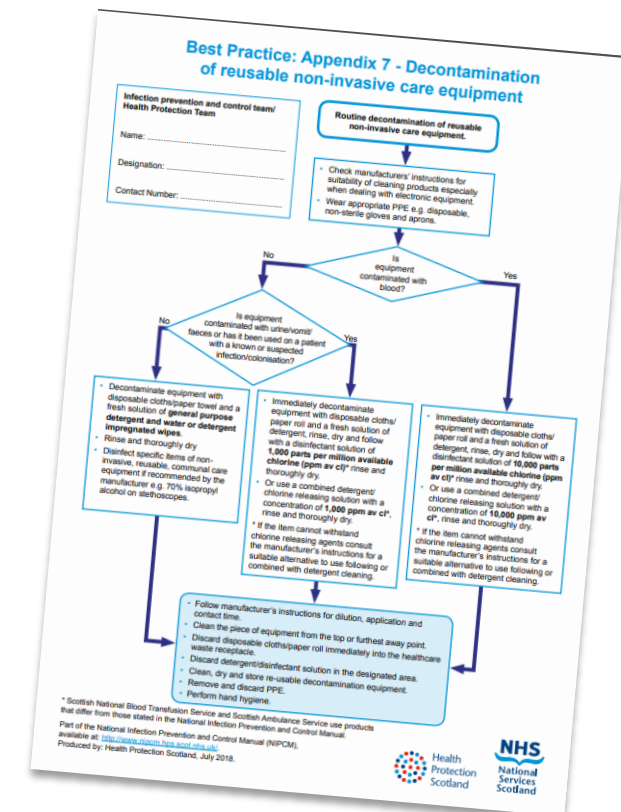 Best Practice: Appendix 7 - Decontamination
of reusable non-invasive care equipment
Infection prevention and control team/
Health Protection Team
Name: ....................................................
Designation: ............................................
Contact Number: ....................................
Routine decontamination of reusable
non-invasive care equipment.
• Check manufacturers' instructions for
suitability of cleaning products especially
when dealing with electronic equipment.
• Wear appropriate PPE e.g. disposable,
non-sterile gloves and aprons.
Is
equipment
contaminated with
blood?
No
Yes
Is equipment
contaminated with urine/vomit/
faeces or has it been used on a patient
with a known or suspected
infection/colonisation?
No
Yes
• Decontaminate equipment with
disposable cloths/paper towel and a
fresh solution of general purpose
detergent and water or detergent
impregnated wipes.
• Rinse and thoroughly dry
• Disinfect specific items of non-
invasive, reusable, communal care
equipment if recommended by the
manufacturer e.g. 70% isopropyl
alcohol on stethoscopes.
• Immediately decontaminate
equipment with disposable cloths/
paper roll and a fresh solution of
detergent, rinse, dry and follow
with a disinfectant solution of
1,000 parts per million available
chlorine (ppm av cl)* rinse and
thoroughly dry.
• Or use a combined detergent/
chlorine releasing solution with a
concentration of 1,000 ppm av cl*,
rinse and thoroughly dry.
* If the item cannot withstand
chlorine releasing agents consult
the manufacturer's instructions for a
suitable alternative to use following or
combined with detergent cleaning.
• Immediately decontaminate
equipment with disposable cloths/
paper roll and a fresh solution of
detergent, rinse, dry and follow with a
disinfectant solution of 10,000 parts
per million available chlorine (ppm
av cl)* rinse and thoroughly dry.
• Or use a combined detergent/
chlorine releasing solution with a
concentration of 10,000 ppm av
cl*, rinse and thoroughly dry.
* If the item cannot withstand
chlorine releasing agents consult
the manufacturer's instructions for a
suitable alternative to use following or
combined with detergent cleaning.
• Follow manufacturer's instructions for dilution, application and
contact time.
• Clean the piece of equipment from the top or furthest away point.
• Discard disposable cloths/paper roll immediately into the healthcare
waste receptacle.
• Discard detergent/disinfectant solution in the designated area.
• Clean, dry and store re-usable decontamination equipment.
• Remove and discard PPE.
• Perform hand hygiene.
* Scottish National Blood Transfusion Service and Scottish Ambulance Service use products
that differ from those stated in the National Infection Prevention and Control Manual.
Part of the National Infection Prevention and Control Manual (NIPCM),
available at: http://www.nipcm.hps.scot.nhs.uk/.
Produced by: Health Protection Scotland, July 2018.
Health
Protection
Scotland
NHS
National
Services
Scotland